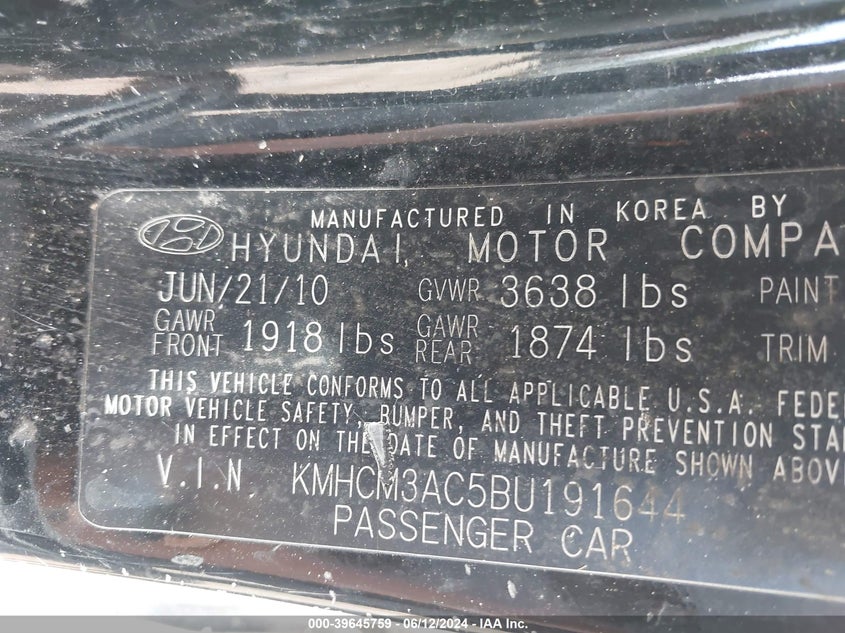 MANUFACTURED IN KOREA BY
HYUNDAI MOTOR COMPA
JUN/21/10 GVWR 3638 lbs PAINT
GAWR FRONT 1918 lbs GAWR REAR 1874 lbs TRIM
THIS VEHICLE CONFORMS TO ALL APPLICABLE U.S.A. FEDE
MOTOR VEHICLE SAFETY, BUMPER, AND THEFT PREVENTION STA
IN EFFECT ON THE DATE OF MANUFACTURE SHOWN ABOV
V.I.N. KMHCM3AC5BU191644
PASSENGER CAR
000-39645759 - 06/12/2024 - IAA Inc.